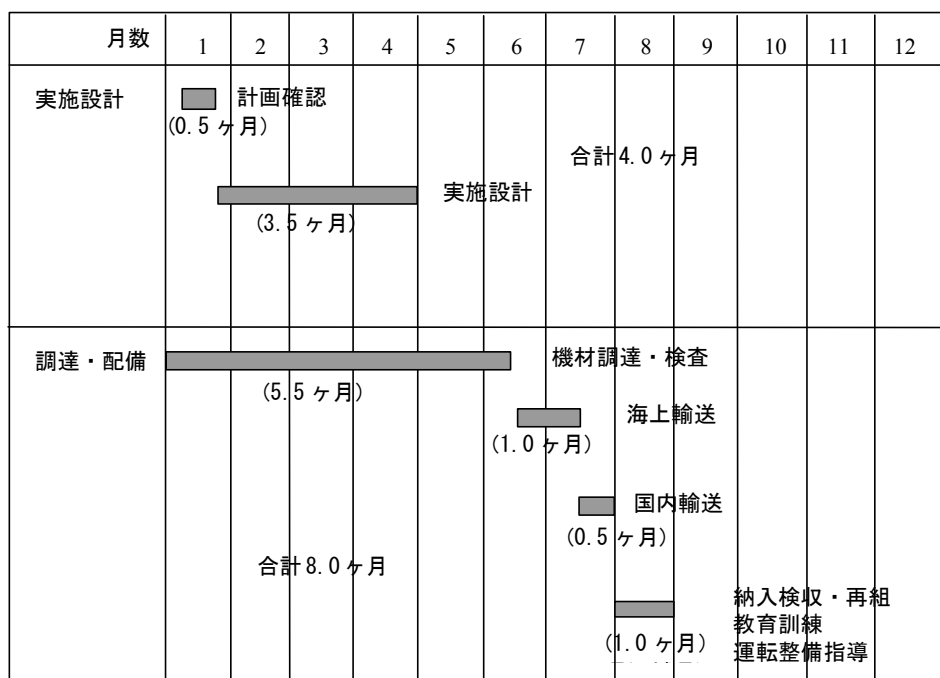 月数 1 2 3 4 5 6 7 8 9 10 11 12
実施設計 計画確認
(0.5 ヶ月)
合計4.0ヶ月
実施設計
(3.5 ヶ月)
調達・配備 機材調達・検査
(5.5 ヶ月)
海上輸送
(1.0 ヶ月)
国内輸送
(0.5 ヶ月)
合計8.0ヶ月
納入検収・再組
教育訓練
(1.0 ヶ月) 運転整備指導